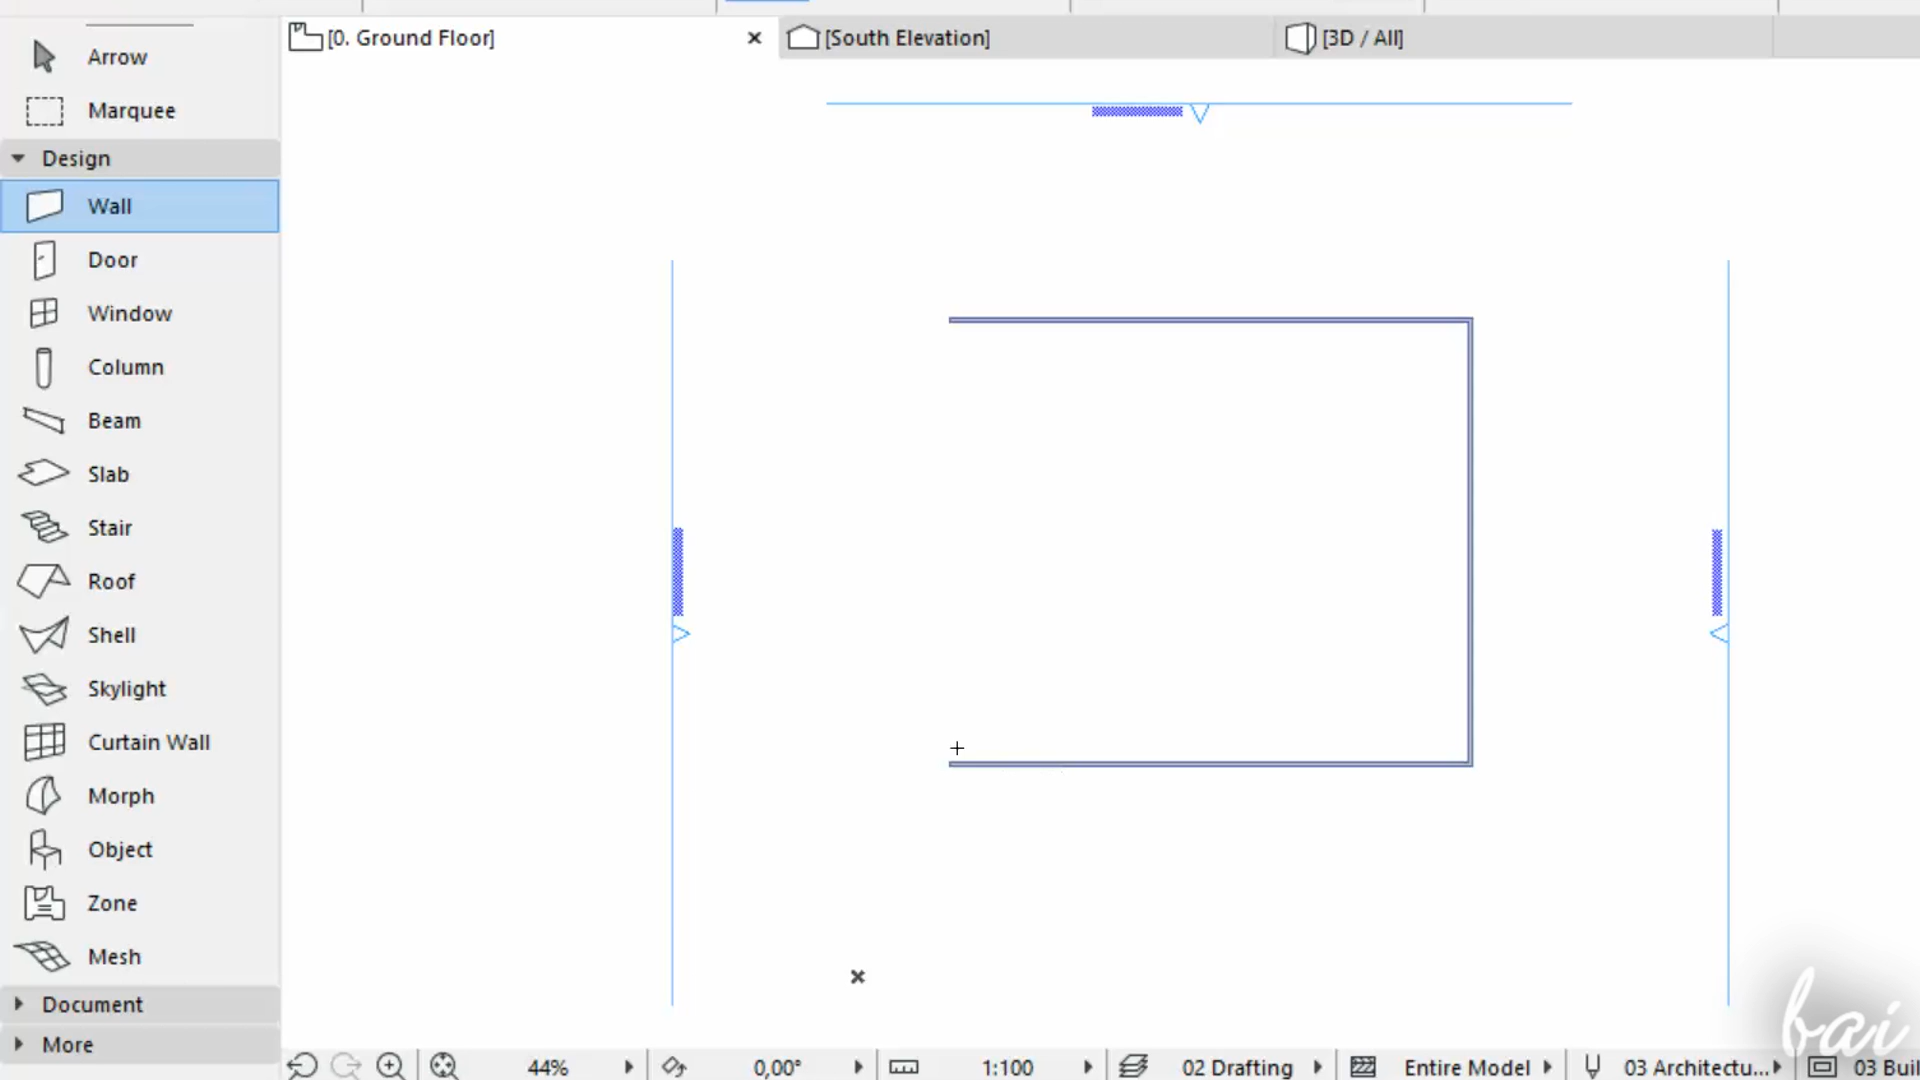 [0. Ground Floor]
[South Elevation]
[3D / All]
Arrow
Marquee
Design
Wall
Door
Window
Column
Beam
Slab
Stair
Roof
Shell
Skylight
Curtain Wall
Morph
Object
Zone
Mesh
Document
More
44%
0,00°
1:100
02 Drafting
Entire Model
03 Architectu...
03 Buil
bai